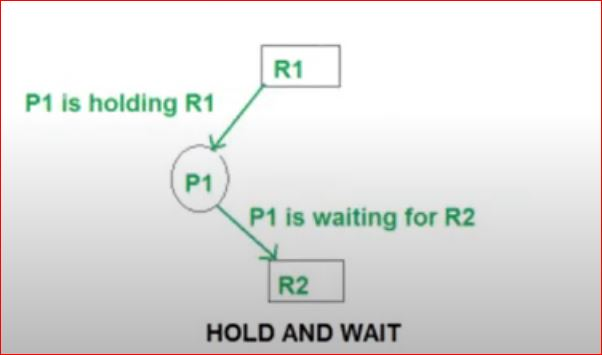 R1
P1 is holding R1
P1
P1 is waiting for R2
R2
HOLD AND WAIT